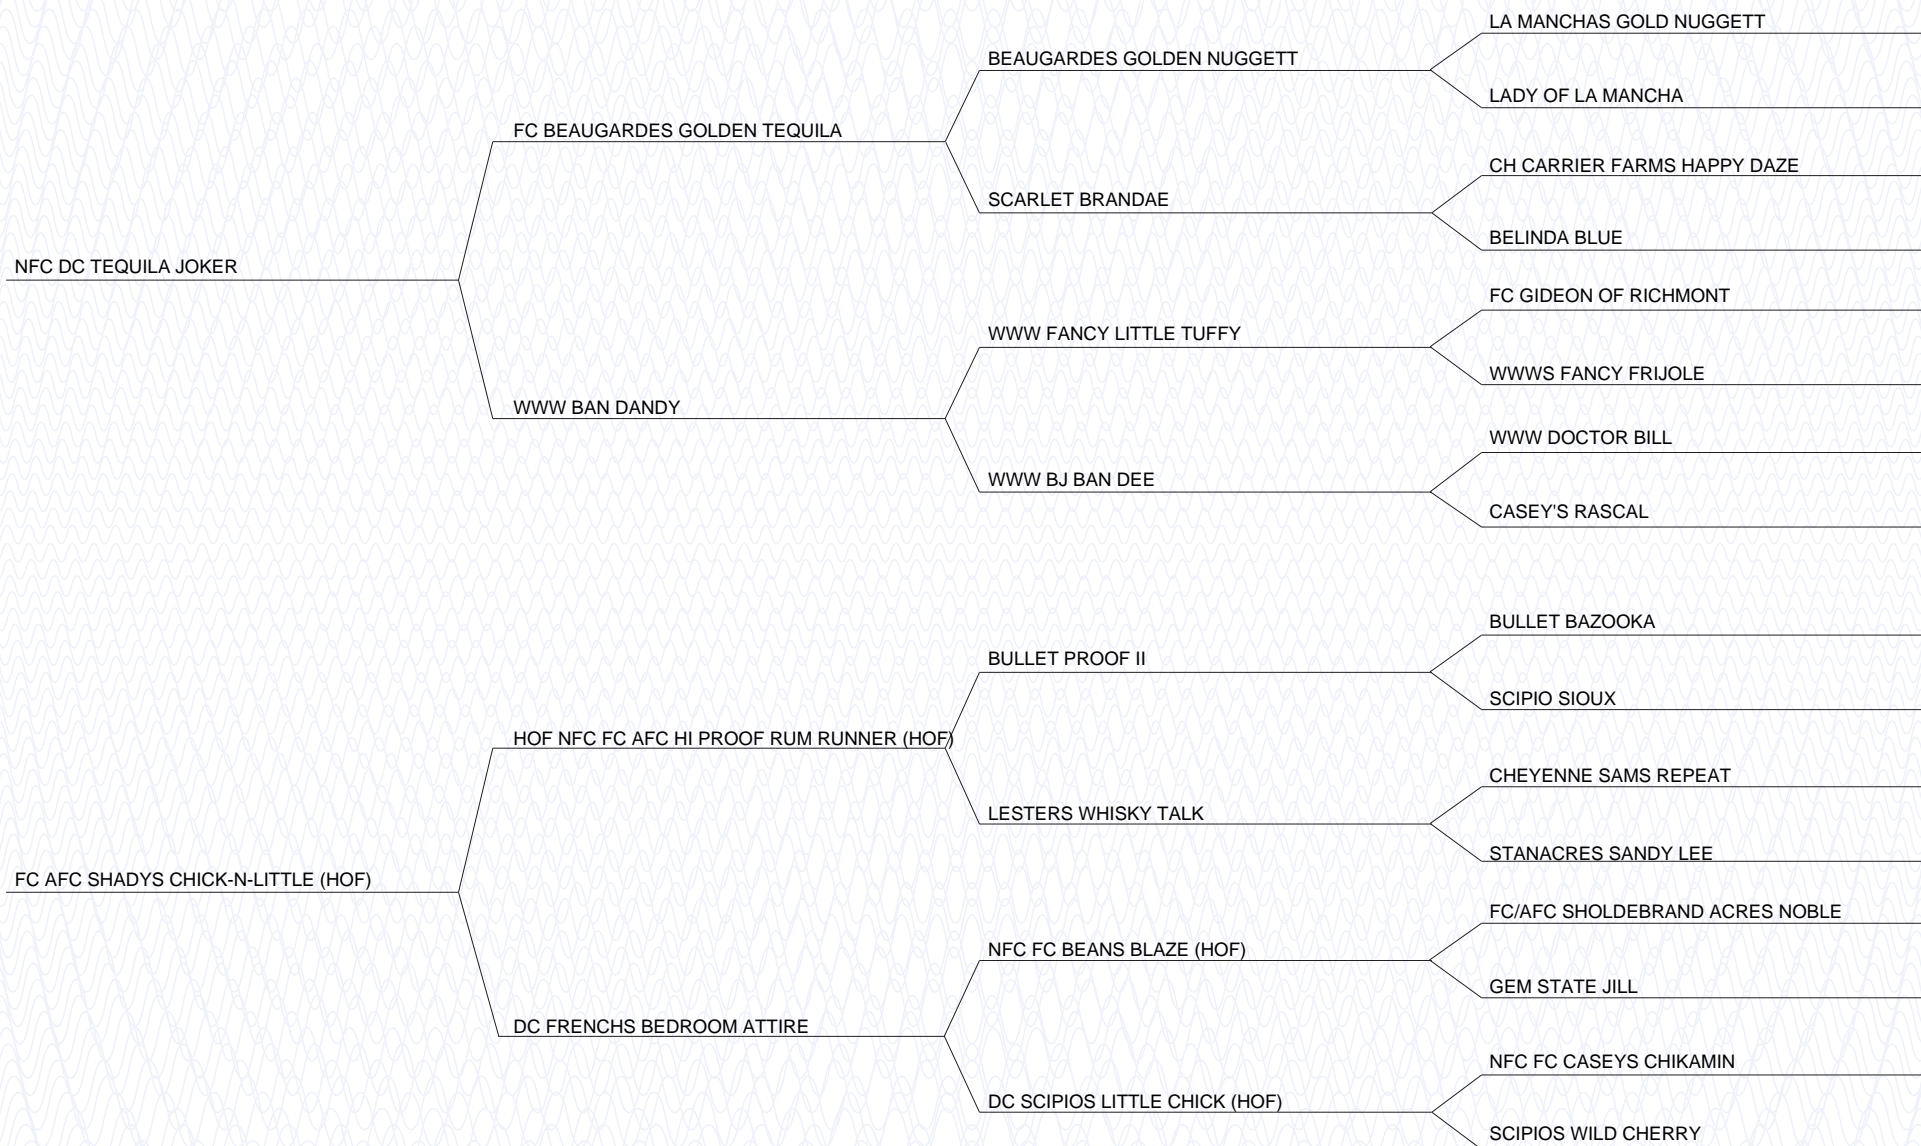 LA MANCHAS GOLD NUGGETT
BEAUGARDES GOLDEN NUGGETT
LADY OF LA MANCHA
FC BEAUGARDES GOLDEN TEQUILA
CH CARRIER FARMS HAPPY DAZE
SCARLET BRANDAE
BELINDA BLUE
NFC DC TEQUILA JOKER
FC GIDEON OF RICHMONT
WWW FANCY LITTLE TUFFY
WWWS FANCY FRIJOLE
WWW BAN DANDY
WWW DOCTOR BILL
WWW BJ BAN DEE
CASEY'S RASCAL
BULLET BAZOOKA
BULLET PROOF II
SCIPIO SIOUX
HOF NFC FC AFC HI PROOF RUM RUNNER (HOF)
CHEYENNE SAMS REPEAT
LESTERS WHISKY TALK
STANACRES SANDY LEE
FC AFC SHADYS CHICK-N-LITTLE (HOF)
FC/AFC SHOLDEBRAND ACRES NOBLE
NFC FC BEANS BLAZE (HOF)
GEM STATE JILL
DC FRENCHS BEDROOM ATTIRE
NFC FC CASEYS CHIKAMIN
DC SCIPIOS LITTLE CHICK (HOF)
SCIPIOS WILD CHERRY